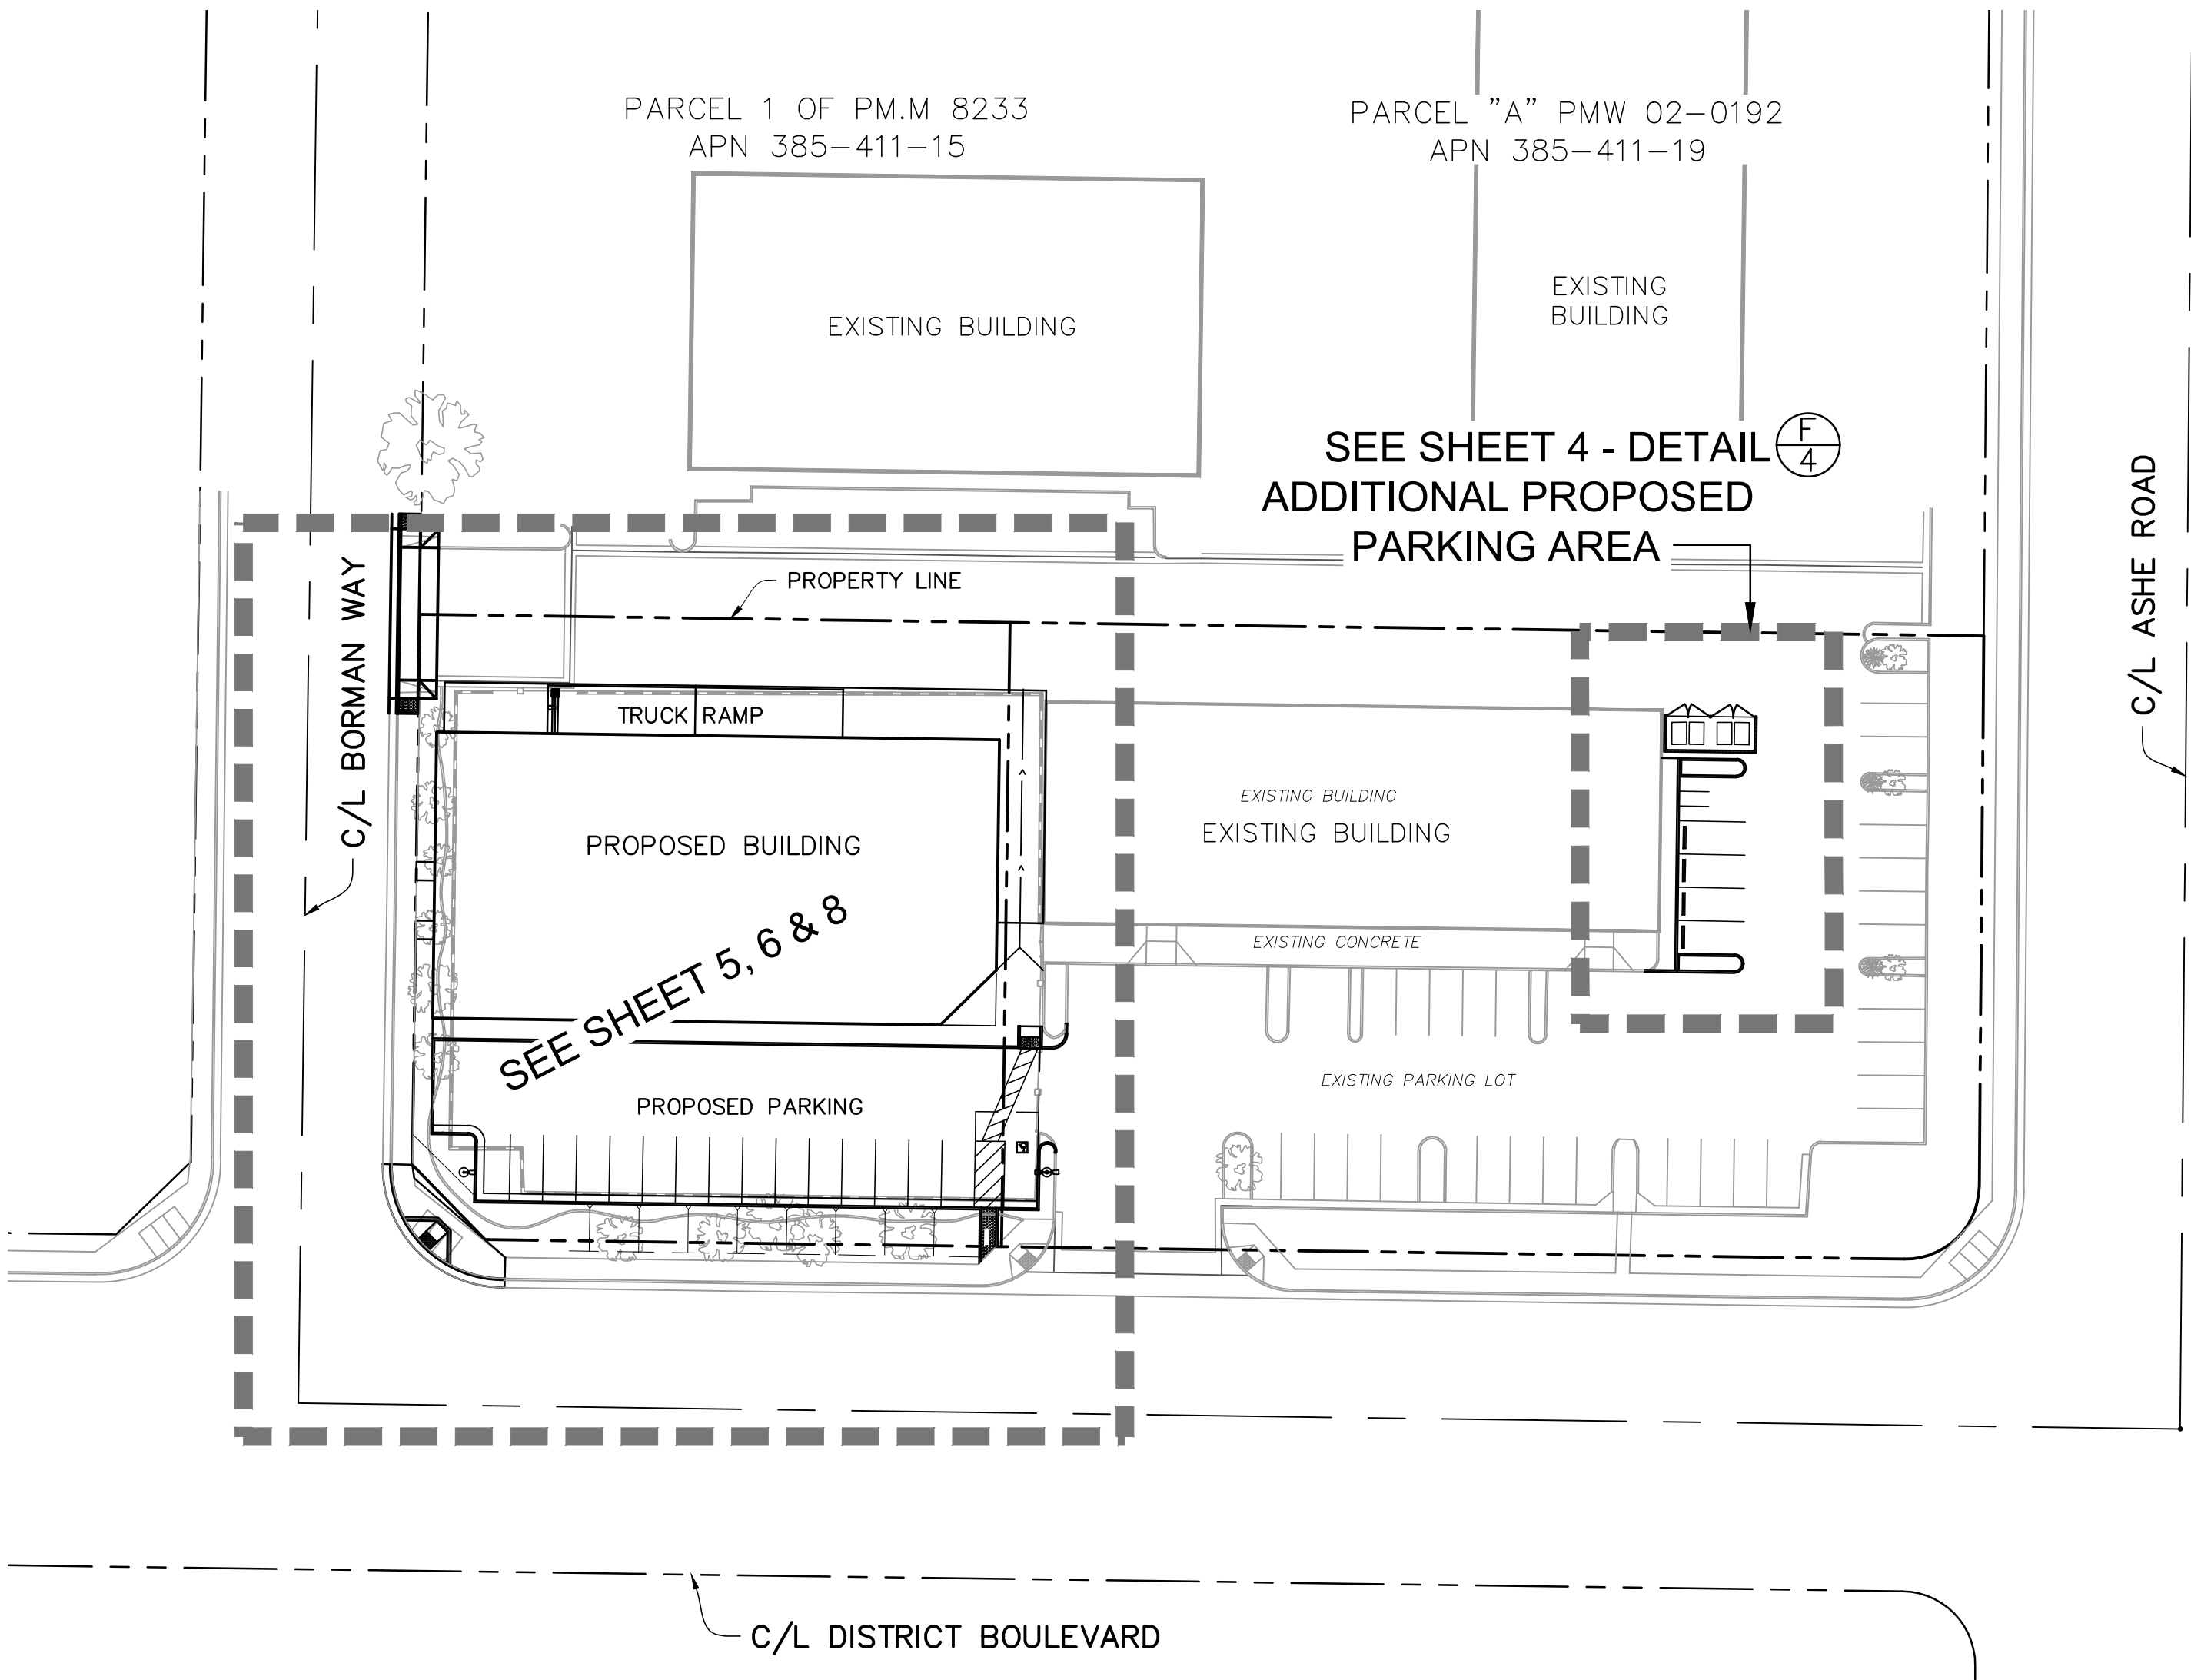 PARCEL 1 OF PM.M 8233
APN 385-411-15
PARCEL "A" PMW 02-0192
APN 385-411-19
EXISTING BUILDING
EXISTING
BUILDING
SEE SHEET 4 - DETAIL
F
4
ADDITIONAL PROPOSED
PARKING AREA
C/L ASHE ROAD
C/L BORMAN WAY
PROPERTY LINE
TRUCK RAMP
PROPOSED BUILDING
EXISTING BUILDING
EXISTING BUILDING
SEE SHEET 5, 6 & 8
EXISTING CONCRETE
EXISTING PARKING LOT
PROPOSED PARKING
C/L DISTRICT BOULEVARD